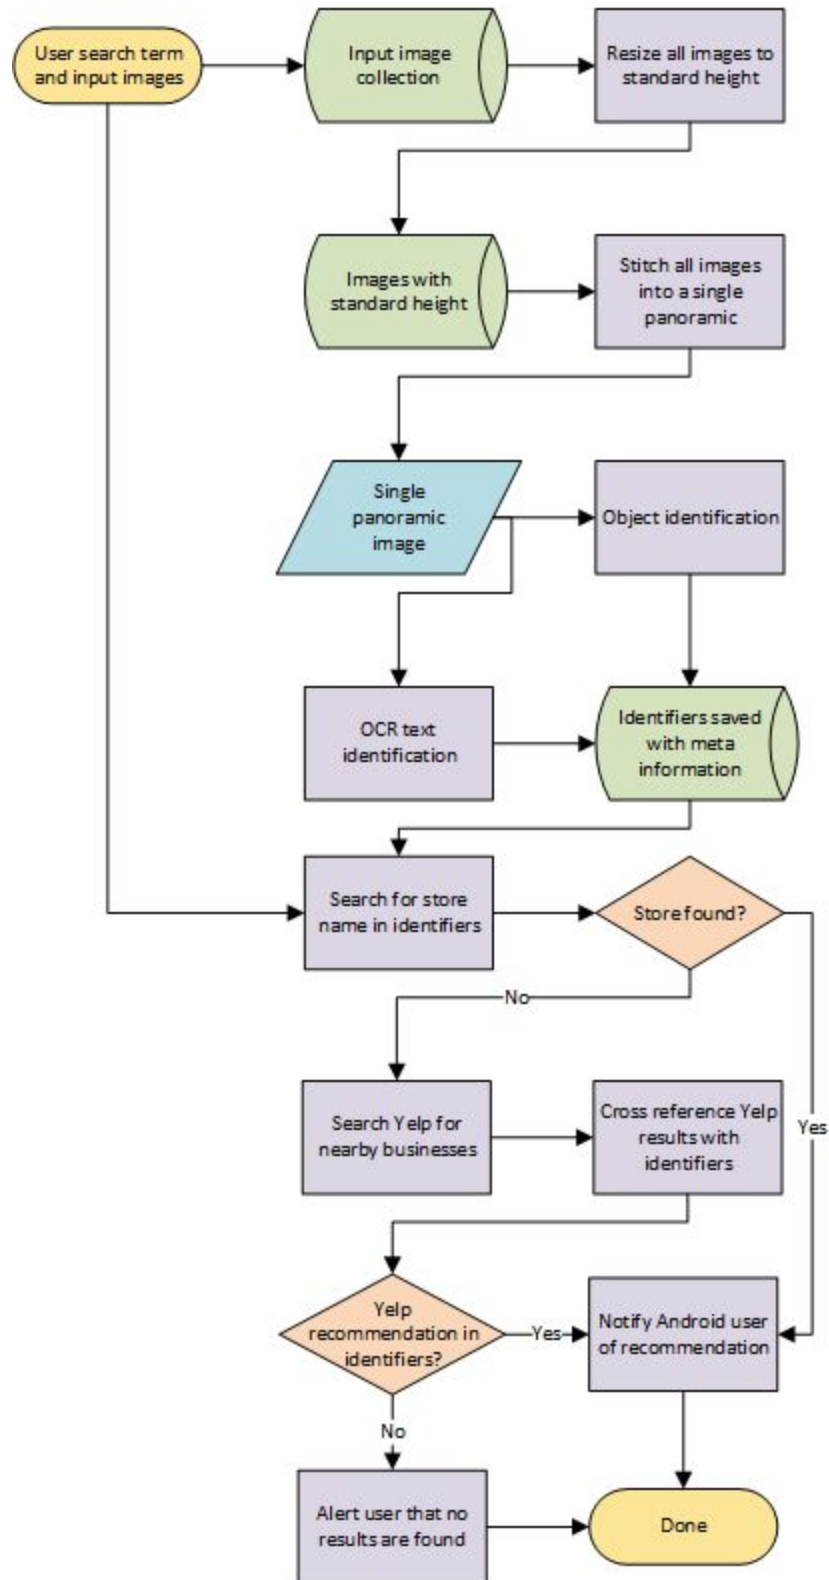 User search term
and input images
Input image
collection
Resize all images to
standard height
Images with
standard height
Stitch all images
into a single
panoramic
Single
panoramic
image
Object identification
OCR text
identification
Identifiers saved
with meta
information
Search for store
name in identifiers
Store found?
No
Yes
Search Yelp for
nearby businesses
Cross reference Yelp
results with
identifiers
Yelp
recommendation in
identifiers?
Yes
Notify Android user
of recommendation
No
Alert user that no
results are found
Done